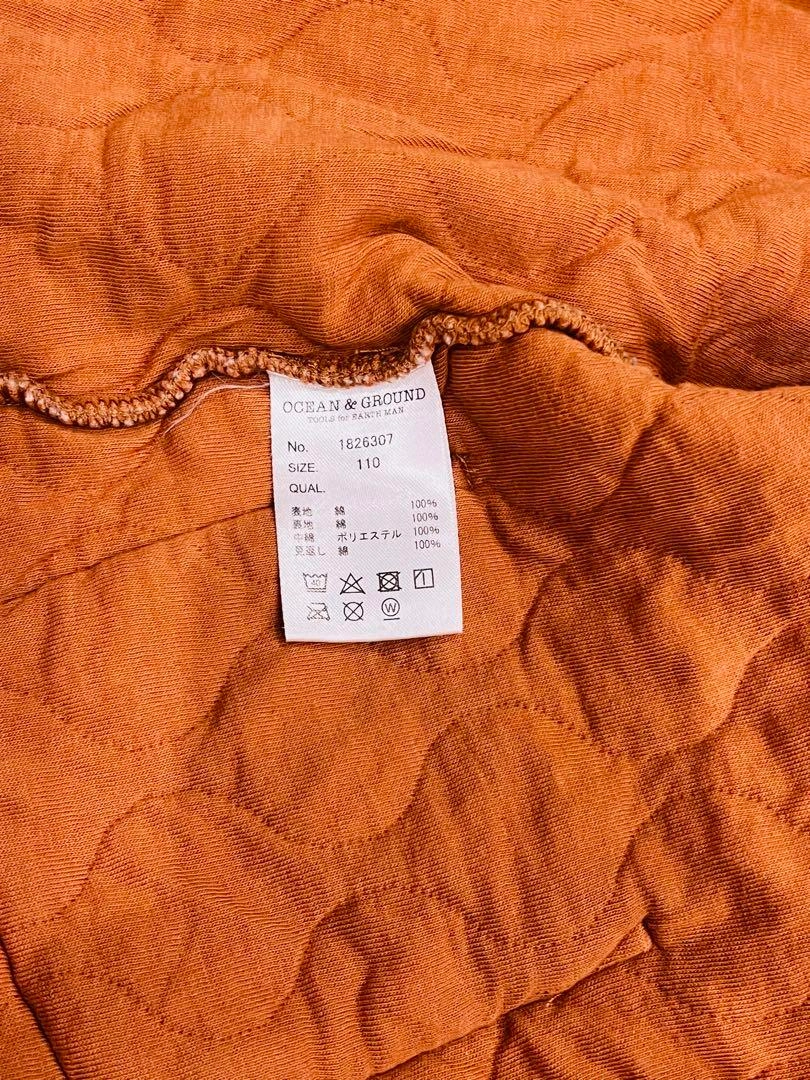 OCEAN & GROUND
TOOLS for EARTH MAN
No. 1826307
SIZE. 110
QUAL.
表地 綿 100%
裏地 綿 100%
中綿 ポリエステル 100%
見返し 綿 100%
40
W